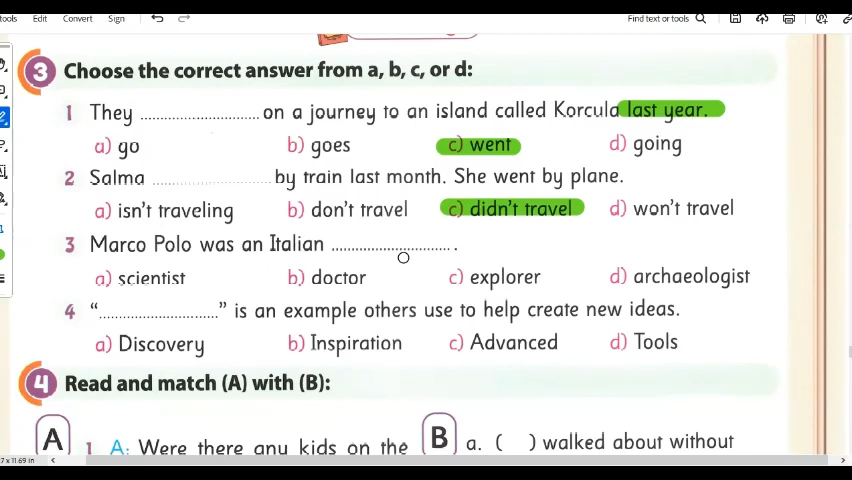 tools Edit Convert Sign Find text or tools
3 Choose the correct answer from a, b, c, or d:
1 They ........................ on a journey to an island called Korcula last year.
a) go b) goes c) went d) going
2 Salma ........................ by train last month. She went by plane.
a) isn't traveling b) don't travel c) didn't travel d) won't travel
3 Marco Polo was an Italian ........................ .
a) scientist b) doctor c) explorer d) archaeologist
4 “........................” is an example others use to help create new ideas.
a) Discovery b) Inspiration c) Advanced d) Tools
4 Read and match (A) with (B):
A B
1 A: Were there any kids on the a. ( ) walked about without
7 x 11.69 in